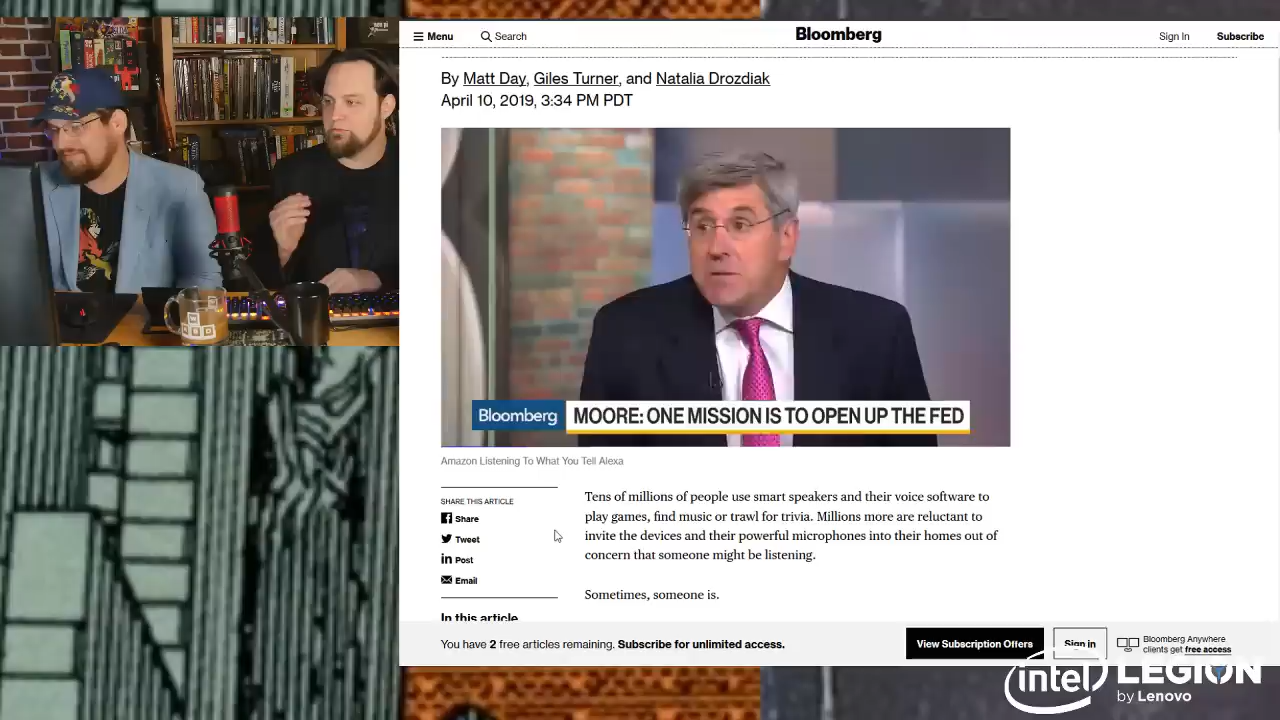 Menu
Search
Bloomberg
Sign In
Subscribe
By Matt Day, Giles Turner, and Natalia Drozdiak
April 10, 2019, 3:34 PM PDT
Bloomberg
MOORE: ONE MISSION IS TO OPEN UP THE FED
Amazon Listening To What You Tell Alexa
SHARE THIS ARTICLE
Share
Tweet
Post
Email
In this article
Tens of millions of people use smart speakers and their voice software to
play games, find music or trawl for trivia. Millions more are reluctant to
invite the devices and their powerful microphones into their homes out of
concern that someone might be listening.
Sometimes, someone is.
You have 2 free articles remaining. Subscribe for unlimited access.
View Subscription Offers
Sign in
Bloomberg Anywhere
clients get free access
intel
LEGION
by Lenovo